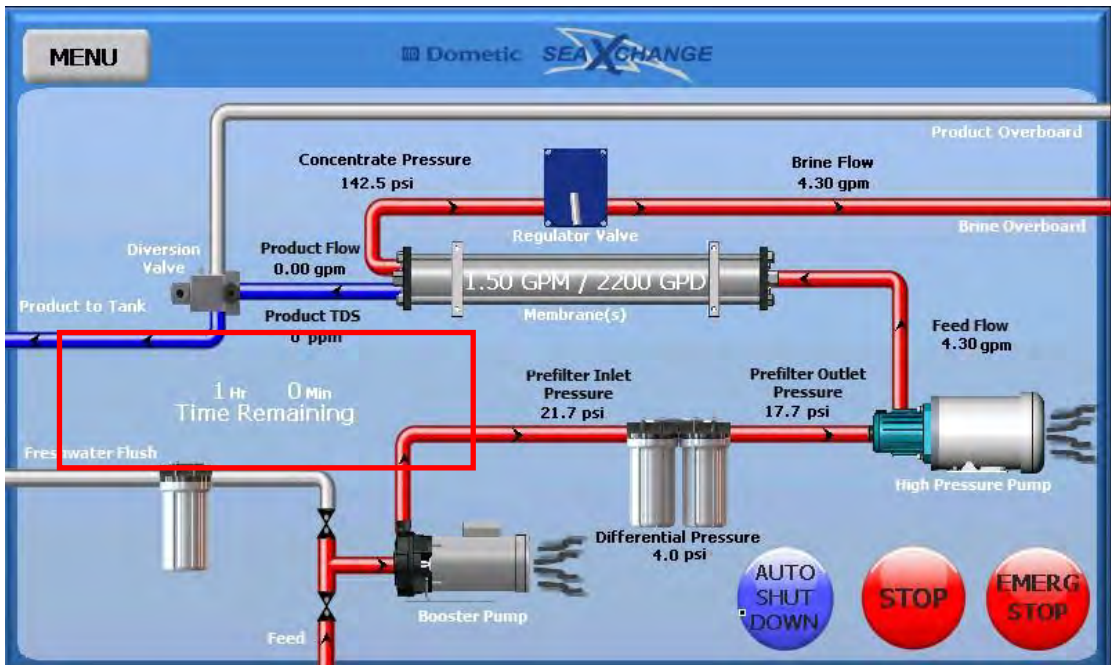 MENU
Dometic SEAXCHANGE
Product Overboard
Concentrate Pressure
142.5 psi
Brine Flow
4.30 gpm
Regulator Valve
Brine Overboard
Diversion
Valve
Product Flow
0.00 gpm
1.50 GPM / 2200 GPD
Membrane(s)
Product to Tank
Product TDS
0 ppm
Feed Flow
4.30 gpm
1 Hr 0 Min
Time Remaining
Prefilter Inlet
Pressure
21.7 psi
Prefilter Outlet
Pressure
17.7 psi
Freshwater Flush
High Pressure Pump
Differential Pressure
4.0 psi
Booster Pump
Feed
AUTO
SHUT
DOWN
STOP
EMERG
STOP